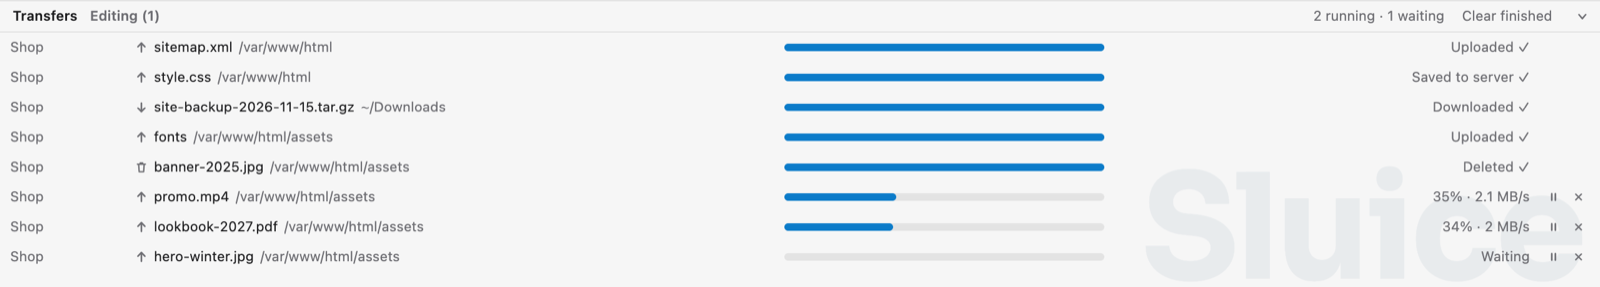 Transfers Editing (1) 2 running · 1 waiting Clear finished
Shop sitemap.xml /var/www/html Uploaded ✓
Shop style.css /var/www/html Saved to server ✓
Shop site-backup-2026-11-15.tar.gz ~/Downloads Downloaded ✓
Shop fonts /var/www/html/assets Uploaded ✓
Shop banner-2025.jpg /var/www/html/assets Deleted ✓
Shop promo.mp4 /var/www/html/assets 35% · 2.1 MB/s
Shop lookbook-2027.pdf /var/www/html/assets 34% · 2 MB/s
Shop hero-winter.jpg /var/www/html/assets Waiting
Sluice